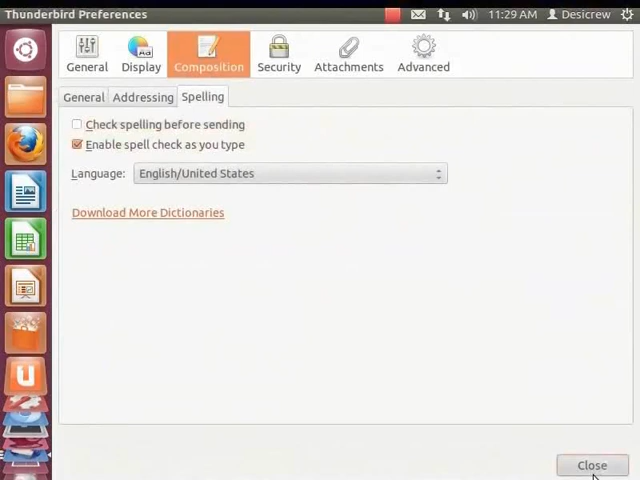 Thunderbird Preferences
11:29 AM
Desicrew
General
Display
Composition
Security
Attachments
Advanced
General
Addressing
Spelling
Check spelling before sending
Enable spell check as you type
Language:
English/United States
Download More Dictionaries
Close